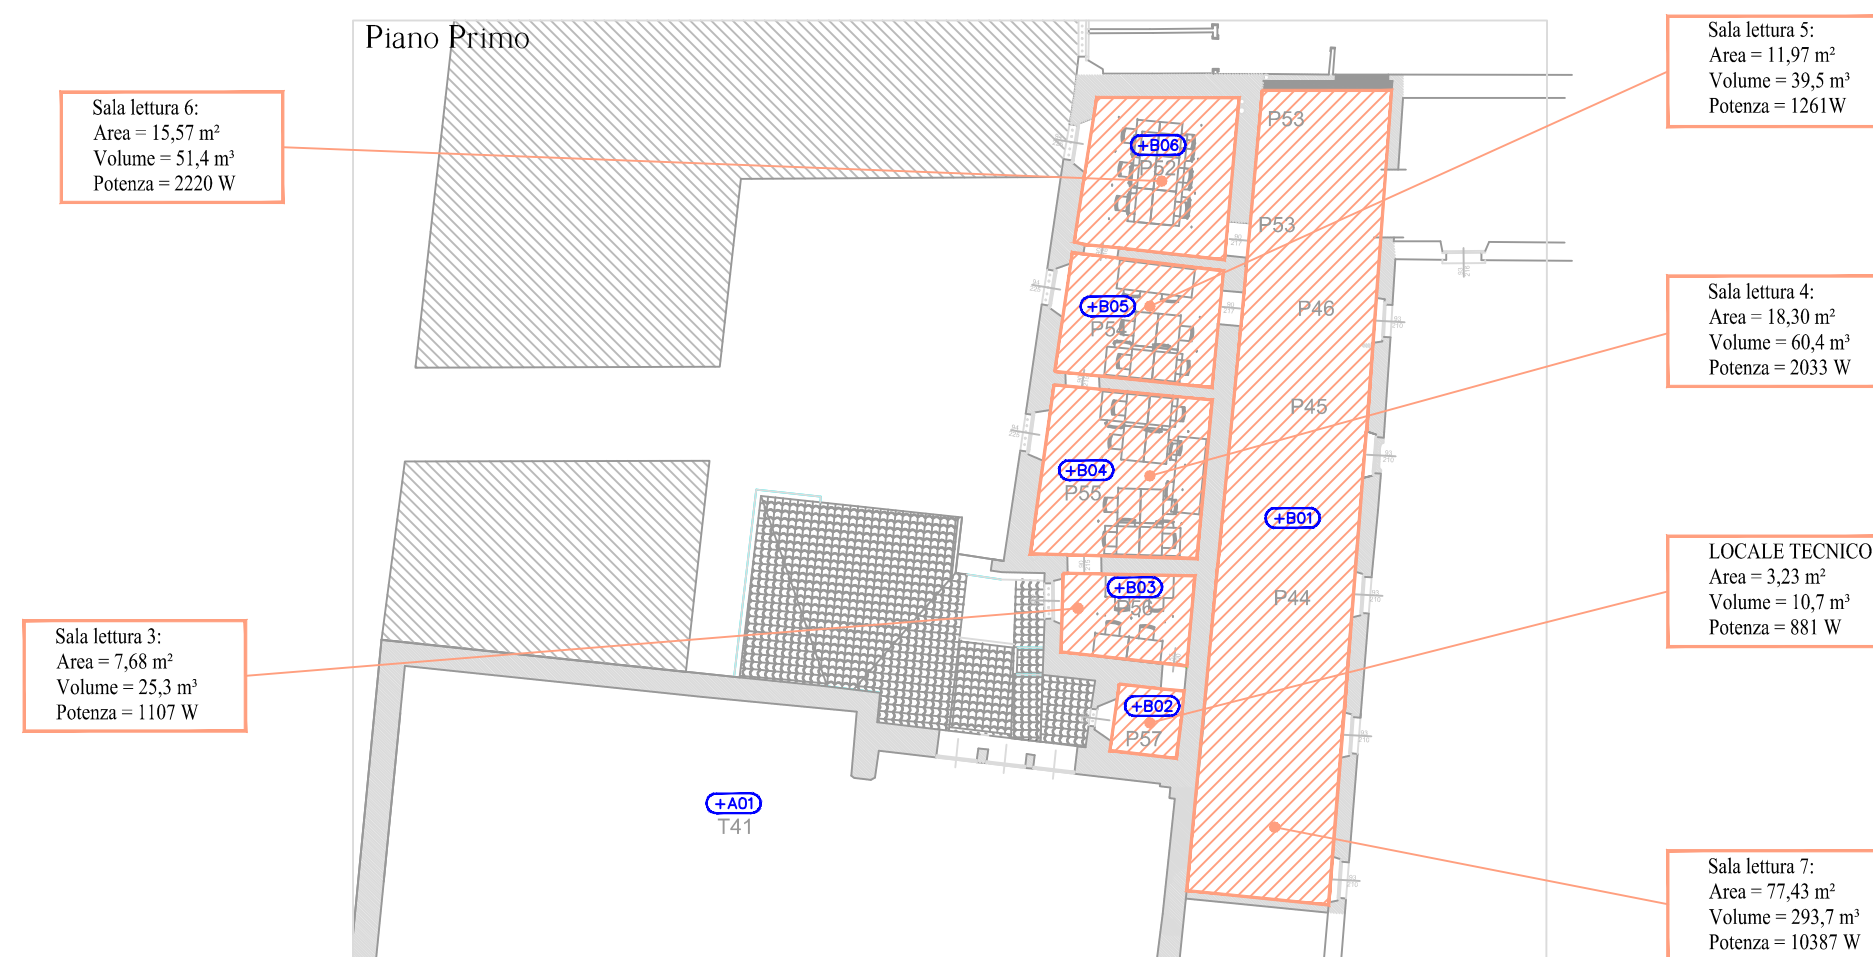 Piano Primo
Sala lettura 6:
Area = 15,57 m²
Volume = 51,4 m³
Potenza = 2220 W
Sala lettura 5:
Area = 11,97 m²
Volume = 39,5 m³
Potenza = 1261W
Sala lettura 4:
Area = 18,30 m²
Volume = 60,4 m³
Potenza = 2033 W
LOCALE TECNICO
Area = 3,23 m²
Volume = 10,7 m³
Potenza = 881 W
Sala lettura 3:
Area = 7,68 m²
Volume = 25,3 m³
Potenza = 1107 W
Sala lettura 7:
Area = 77,43 m²
Volume = 293,7 m³
Potenza = 10387 W
P53
+B06
P52
P53
+B05
P54
P46
P45
+B04
P55
+B01
+B03
P56
P44
+B02
P57
+A01
T41